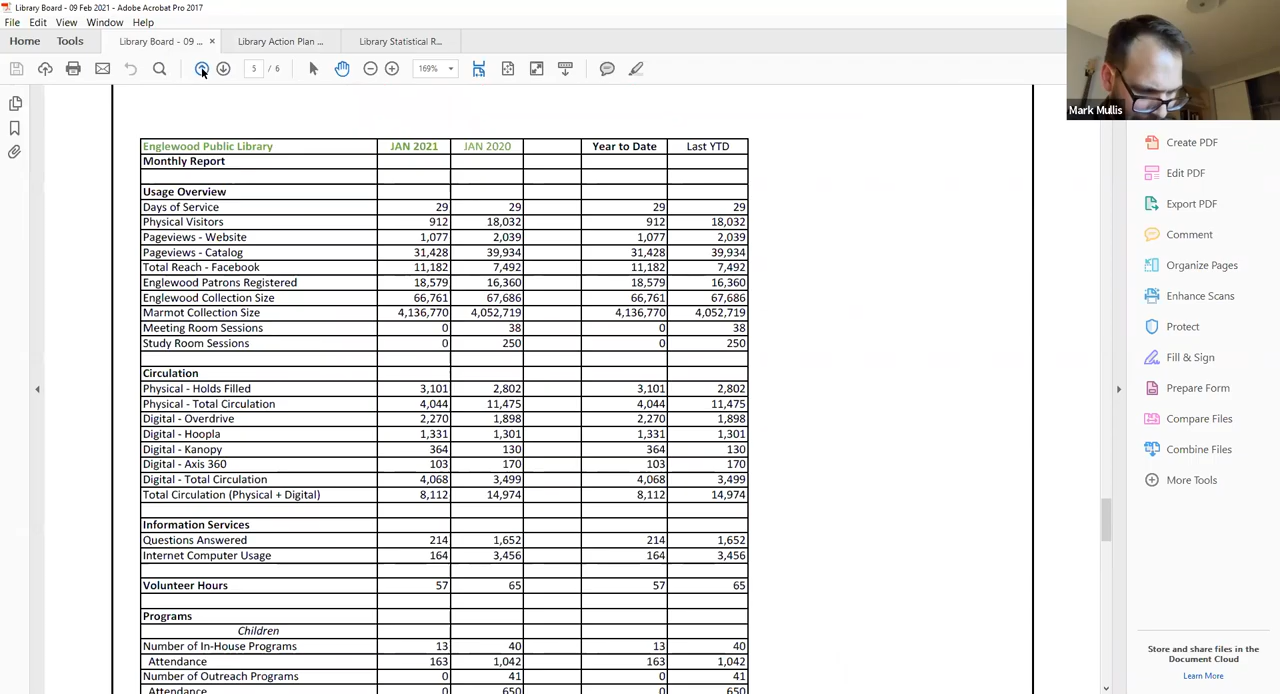 Library Board - 09 Feb 2021 - Adobe Acrobat Pro 2017
File Edit View Window Help
Home Tools Library Board - 09 ... × Library Action Plan ... Library Statistical R...
5 / 6 169%
Mark Mullis
Englewood Public Library JAN 2021 JAN 2020 Year to Date Last YTD
Monthly Report
Usage Overview
Days of Service 29 29 29 29
Physical Visitors 912 18,032 912 18,032
Pageviews - Website 1,077 2,039 1,077 2,039
Pageviews - Catalog 31,428 39,934 31,428 39,934
Total Reach - Facebook 11,182 7,492 11,182 7,492
Englewood Patrons Registered 18,579 16,360 18,579 16,360
Englewood Collection Size 66,761 67,686 66,761 67,686
Marmot Collection Size 4,136,770 4,052,719 4,136,770 4,052,719
Meeting Room Sessions 0 38 0 38
Study Room Sessions 0 250 0 250
Circulation
Physical - Holds Filled 3,101 2,802 3,101 2,802
Physical - Total Circulation 4,044 11,475 4,044 11,475
Digital - Overdrive 2,270 1,898 2,270 1,898
Digital - Hoopla 1,331 1,301 1,331 1,301
Digital - Kanopy 364 130 364 130
Digital - Axis 360 103 170 103 170
Digital - Total Circulation 4,068 3,499 4,068 3,499
Total Circulation (Physical + Digital) 8,112 14,974 8,112 14,974
Information Services
Questions Answered 214 1,652 214 1,652
Internet Computer Usage 164 3,456 164 3,456
Volunteer Hours 57 65 57 65
Programs
Children
Number of In-House Programs 13 40 13 40
Attendance 163 1,042 163 1,042
Number of Outreach Programs 0 41 0 41
Attendance 0 650 0 650
Create PDF
Edit PDF
Export PDF
Comment
Organize Pages
Enhance Scans
Protect
Fill & Sign
Prepare Form
Compare Files
Combine Files
More Tools
Store and share files in the
Document Cloud
Learn More